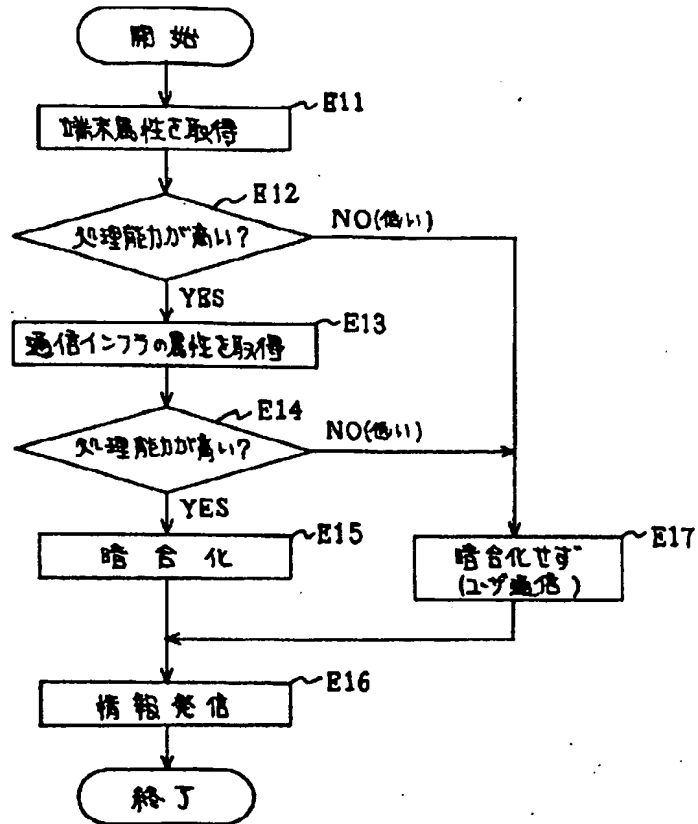 開始
E11
端末属性を取得
E12
処理能力が高い?
NO(低い)
YES
E13
通信インフラの属性を取得
E14
処理能力が高い?
NO(低い)
YES
E15
暗合化
E17
暗合化せず
(ユーザ通信)
E16
情報発信
終了